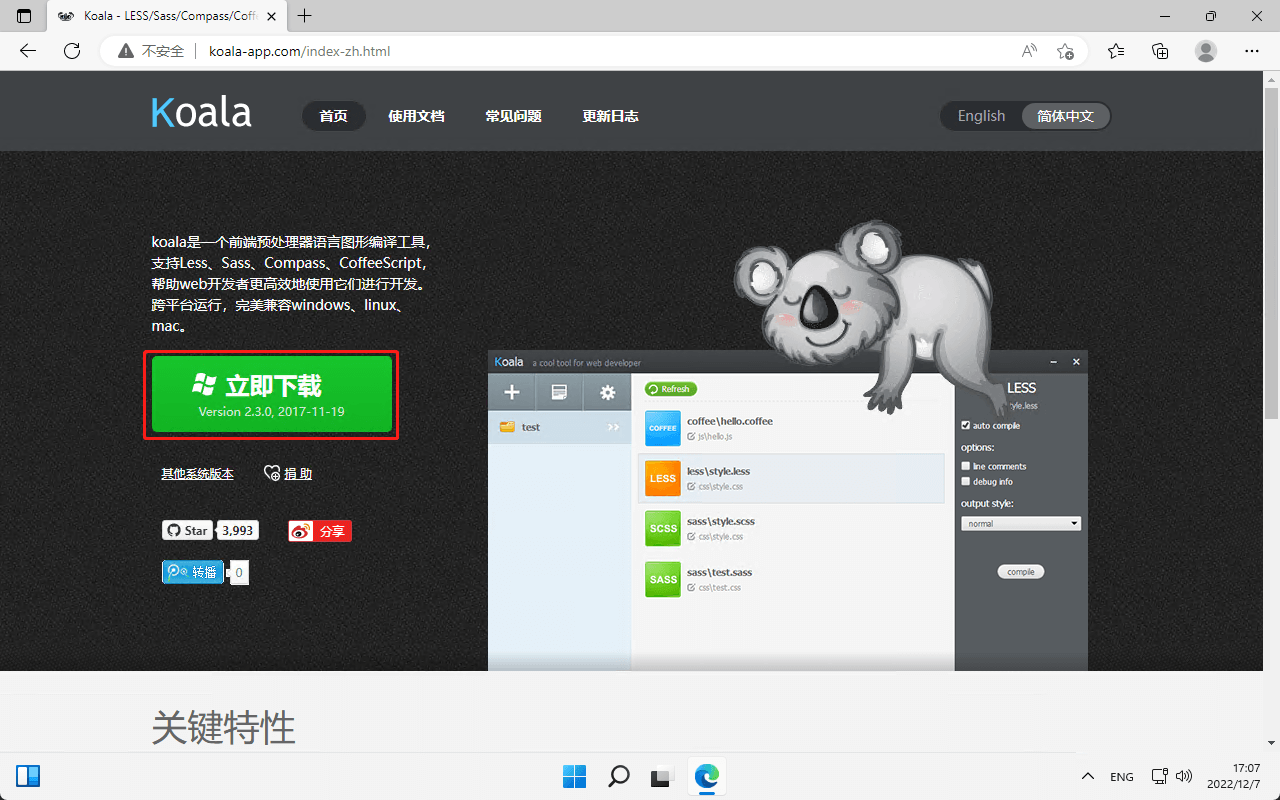 Koala - LESS/Sass/Compass/Coff
不安全
koala-app.com/index-zh.html
Koala
首页
使用文档
常见问题
更新日志
English
简体中文
koala是一个前端预处理器语言图形编译工具,
支持Less、Sass、Compass、CoffeeScript,
帮助web开发者更高效地使用它们进行开发。
跨平台运行，完美兼容windows、linux、
mac。
立即下载
Version 2.3.0, 2017-11-19
其他系统版本
捐 助
Star 3,993
分享
转播 0
Koala a cool tool for web developer
Refresh
test
COFFEE
coffee\hello.coffee
js\hello.js
LESS
less\style.less
css\style.css
SCSS
sass\style.scss
css\style.css
SASS
sass\test.sass
css\test.css
LESS
yle.less
auto compile
options:
line comments
debug info
output style:
normal
compile
关键特性
ENG
17:07
2022/12/7